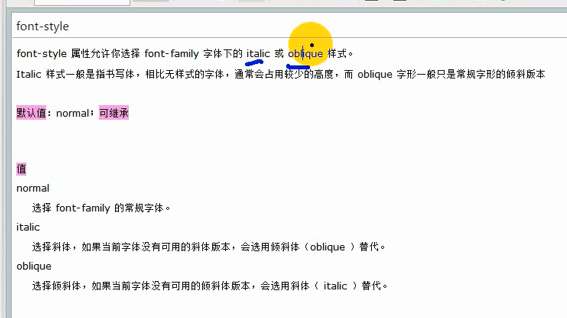 font-style
font-style 属性允许你选择 font-family 字体下的 italic 或 oblique 样式。
Italic 样式一般是指书写体，相比无样式的字体，通常会占用较少的高度，而 oblique 字形一般只是常规字形的倾斜版本
默认值：normal；可继承
值
normal
选择 font-family 的常规字体。
italic
选择斜体，如果当前字体没有可用的斜体版本，会选用倾斜体（oblique ）替代。
oblique
选择倾斜体，如果当前字体没有可用的倾斜体版本，会选用斜体（ italic ）替代。